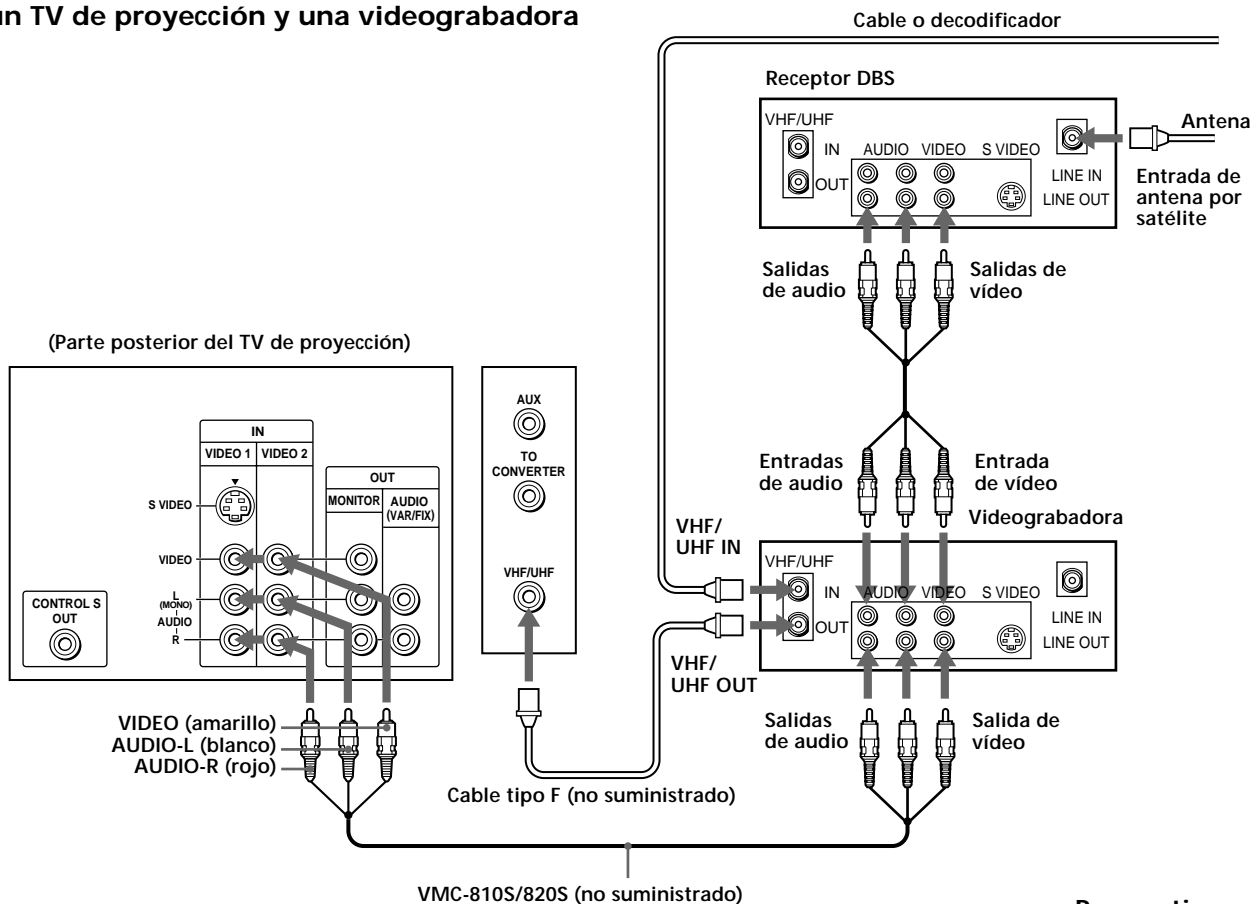 un TV de proyección y una videograbadora
Cable o decodificador
Receptor DBS
VHF/UHF
IN
OUT
AUDIO VIDEO S VIDEO
LINE IN
LINE OUT
Antena
Entrada de
antena por
satélite
Salidas
de audio
Salidas de
vídeo
(Parte posterior del TV de proyección)
IN
VIDEO 1 VIDEO 2
S VIDEO
VIDEO
L
(MONO)
AUDIO
R
OUT
MONITOR AUDIO
(VAR/FIX)
CONTROL S
OUT
AUX
TO
CONVERTER
VHF/UHF
Entradas
de audio
Entrada
de vídeo
Videograbadora
VHF/
UHF IN
VHF/UHF
IN
OUT
AUDIO VIDEO S VIDEO
LINE IN
LINE OUT
VHF/
UHF OUT
Salidas
de audio
Salida de
vídeo
VIDEO (amarillo)
AUDIO-L (blanco)
AUDIO-R (rojo)
Cable tipo F (no suministrado)
VMC-810S/820S (no suministrado)